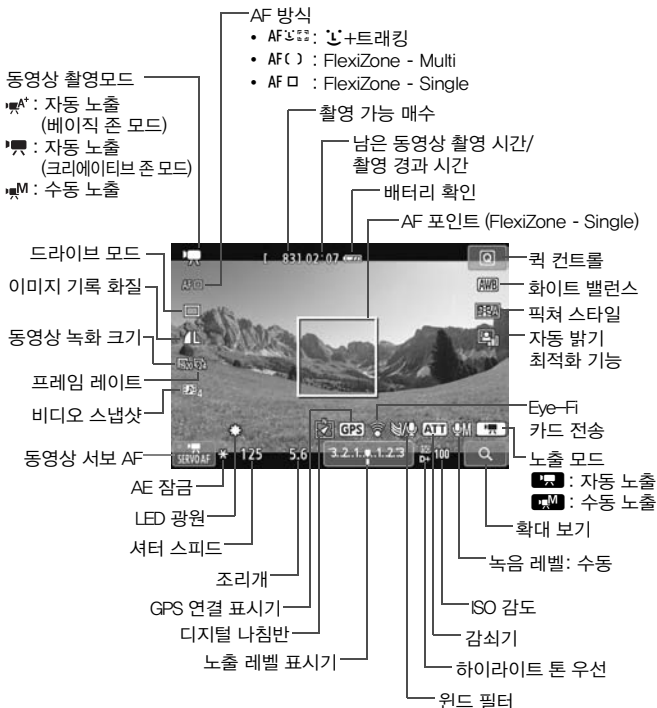 AF 방식
• AF : +트래킹
• AF( ) : FlexiZone - Multi
• AF □ : FlexiZone - Single
동영상 촬영모드
A+ : 자동 노출
(베이직 존 모드)
: 자동 노출
(크리에이티브 존 모드)
M : 수동 노출
촬영 가능 매수
남은 동영상 촬영 시간/
촬영 경과 시간
배터리 확인
AF 포인트 (FlexiZone - Single)
드라이브 모드
이미지 기록 화질
동영상 녹화 크기
프레임 레이트
비디오 스냅샷
동영상 서보 AF
[ 831 02:07
AF □
L
4
SERVO AF
* 125 5.6 3.2.1.0.1.2.3 D+ 100
GPS ATT M
Q
AWB
퀵 컨트롤
화이트 밸런스
픽쳐 스타일
자동 밝기
최적화 기능
Eye-Fi
카드 전송
노출 모드
: 자동 노출
M : 수동 노출
확대 보기
녹음 레벨: 수동
AE 잠금
LED 광원
셔터 스피드
조리개
GPS 연결 표시기
디지털 나침반
노출 레벨 표시기
ISO 감도
감쇠기
하이라이트 톤 우선
윈드 필터